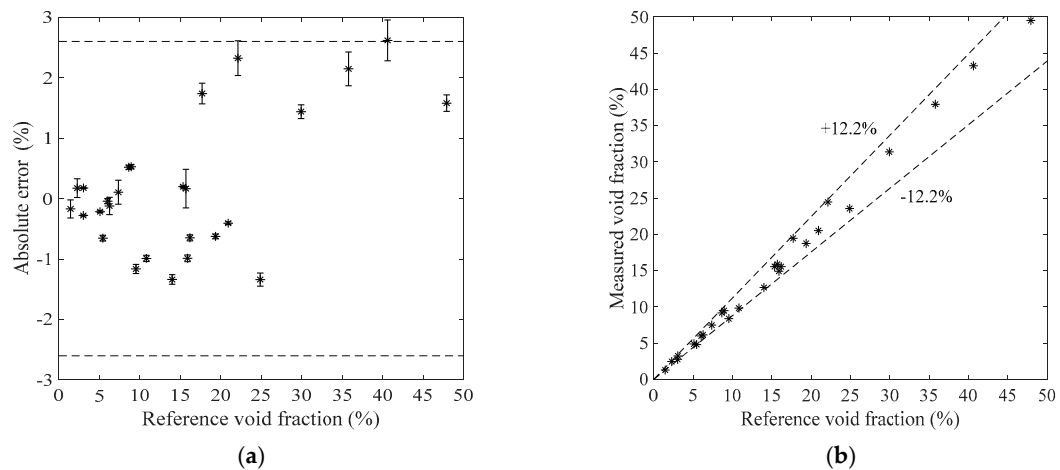 3
2
1
0
-1
-2
-3
Absolute error (%)
0 5 10 15 20 25 30 35 40 45 50
Reference void fraction (%)
(a)
50
45
40
35
30
25
20
15
10
5
0
Measured void fraction (%)
+12.2%
-12.2%
0 5 10 15 20 25 30 35 40 45 50
Reference void fraction (%)
(b)